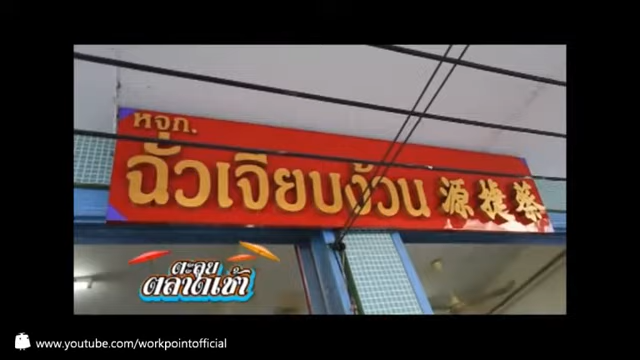 หจก.
ฉั่วเจียบง้วน 源捷蔡
ตะลุย
ตลาดเช้า
www.youtube.com/workpointofficial